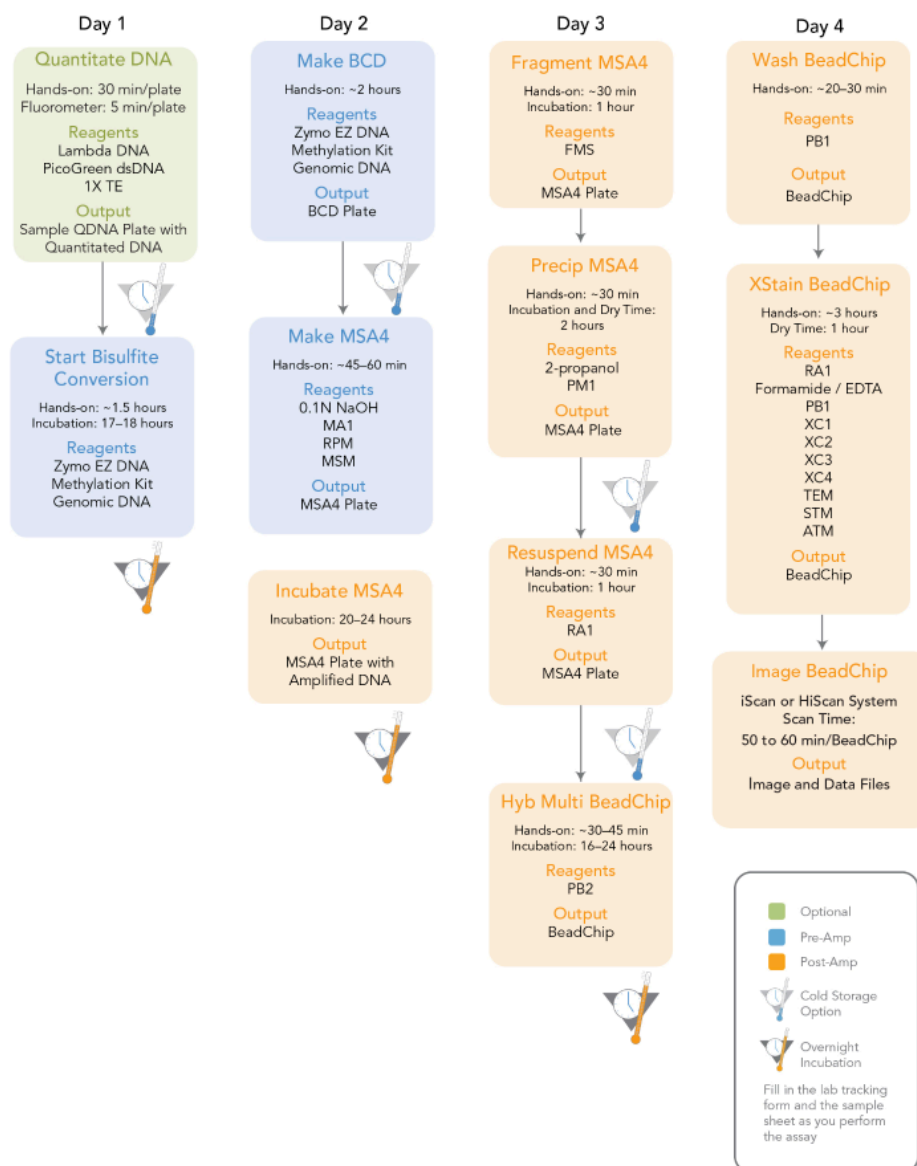 Day 1
Quantitate DNA
Hands-on: 30 min/plate
Fluorometer: 5 min/plate
Reagents
Lambda DNA
PicoGreen dsDNA
1X TE
Output
Sample QDNA Plate with
Quantitated DNA
Start Bisulfite
Conversion
Hands-on: ~1.5 hours
Incubation: 17–18 hours
Reagents
Zymo EZ DNA
Methylation Kit
Genomic DNA
Day 2
Make BCD
Hands-on: ~2 hours
Reagents
Zymo EZ DNA
Methylation Kit
Genomic DNA
Output
BCD Plate
Make MSA4
Hands-on: ~45–60 min
Reagents
0.1N NaOH
MA1
RPM
MSM
Output
MSA4 Plate
Incubate MSA4
Incubation: 20–24 hours
Output
MSA4 Plate with
Amplified DNA
Day 3
Fragment MSA4
Hands-on: ~30 min
Incubation: 1 hour
Reagents
FMS
Output
MSA4 Plate
Precip MSA4
Hands-on: ~30 min
Incubation and Dry Time:
2 hours
Reagents
2-propanol
PM1
Output
MSA4 Plate
Resuspend MSA4
Hands-on: ~30 min
Incubation: 1 hour
Reagents
RA1
Output
MSA4 Plate
Hyb Multi BeadChip
Hands-on: ~30–45 min
Incubation: 16–24 hours
Reagents
PB2
Output
BeadChip
Day 4
Wash BeadChip
Hands-on: ~20–30 min
Reagents
PB1
Output
BeadChip
XStain BeadChip
Hands-on: ~3 hours
Dry Time: 1 hour
Reagents
RA1
Formamide / EDTA
PB1
XC1
XC2
XC3
XC4
TEM
STM
ATM
Output
BeadChip
Image BeadChip
iScan or HiScan System
Scan Time:
50 to 60 min/BeadChip
Output
Image and Data Files
Optional
Pre-Amp
Post-Amp
Cold Storage
Option
Overnight
Incubation
Fill in the lab tracking
form and the sample
sheet as you perform
the assay